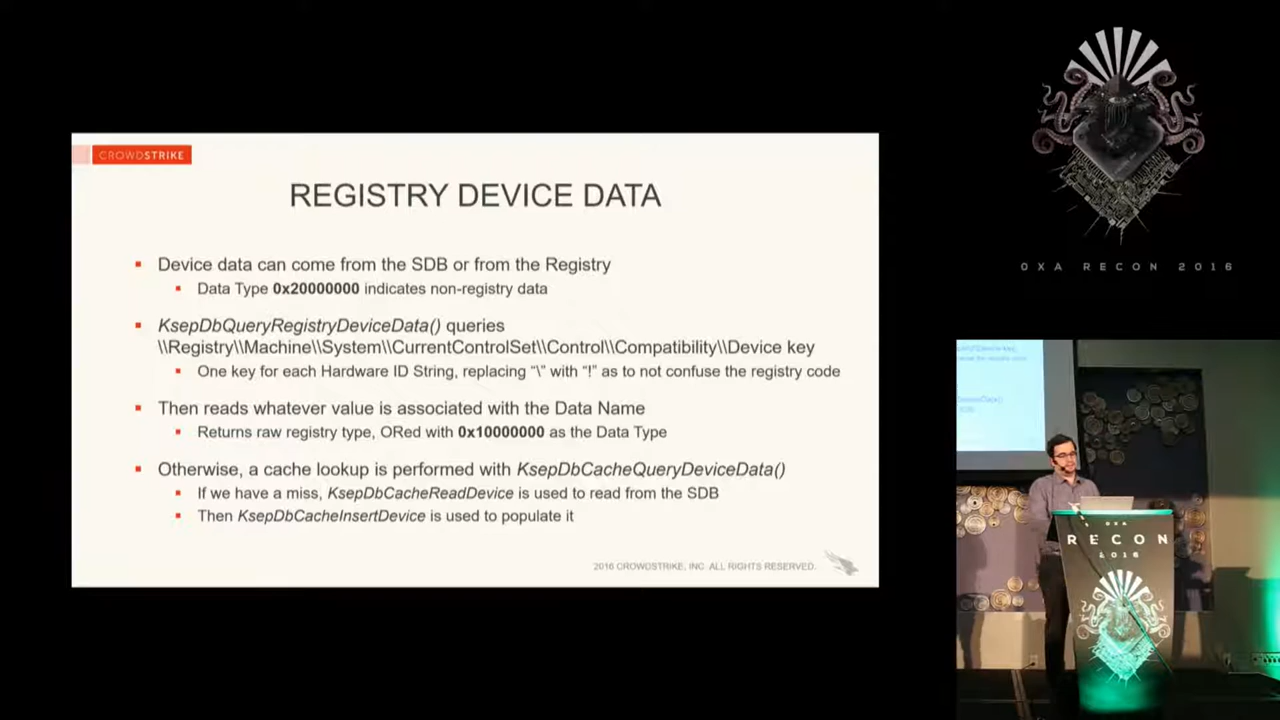 CROWDSTRIKE
REGISTRY DEVICE DATA
Device data can come from the SDB or from the Registry
Data Type 0x20000000 indicates non-registry data
KsepDbQueryRegistryDeviceData() queries
\\Registry\\Machine\\System\\CurrentControlSet\\Control\\Compatibility\\Device key
One key for each Hardware ID String, replacing “\” with “!” as to not confuse the registry code
Then reads whatever value is associated with the Data Name
Returns raw registry type, ORed with 0x10000000 as the Data Type
Otherwise, a cache lookup is performed with KsepDbCacheQueryDeviceData()
If we have a miss, KsepDbCacheReadDevice is used to read from the SDB
Then KsepDbCacheInsertDevice is used to populate it
2016 CROWDSTRIKE, INC. ALL RIGHTS RESERVED.
0XA RECON 2016
0XA
RECON
2016